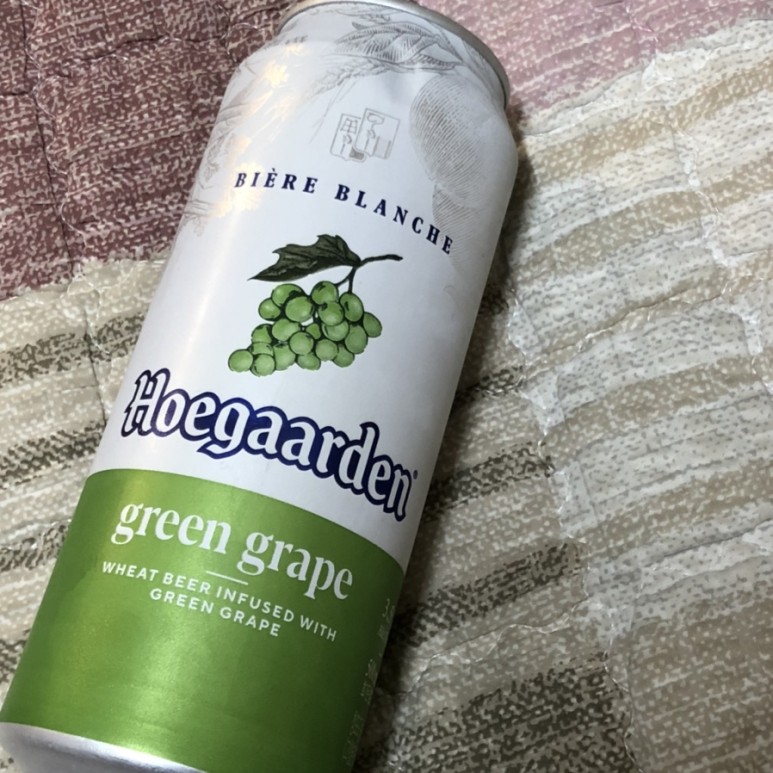 BIÈRE BLANCHE
Hoegaarden®
green grape
WHEAT BEER INFUSED WITH
GREEN GRAPE